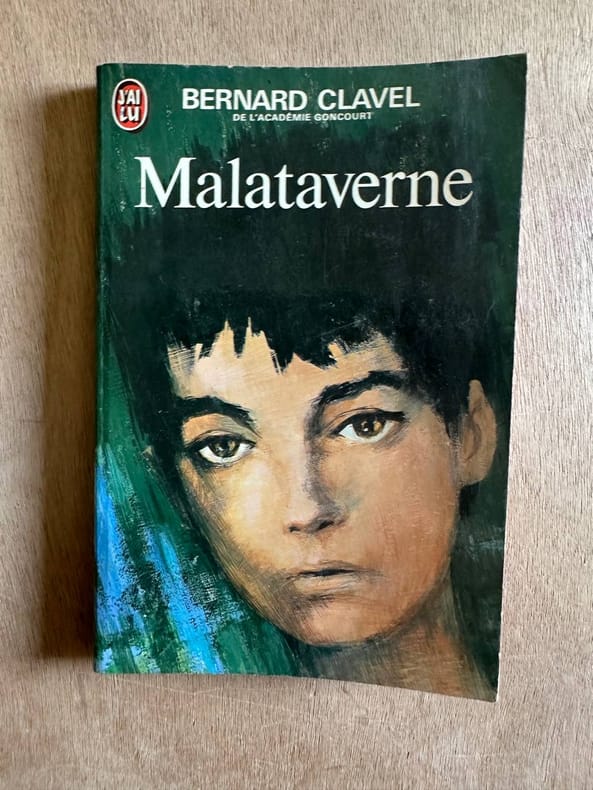 J'AI
LU
BERNARD CLAVEL
DE L'ACADÉMIE GONCOURT
Malataverne